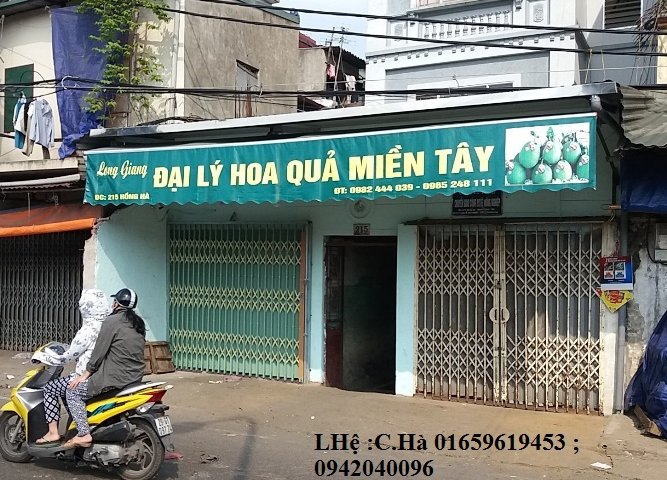 Long Giang
ĐẠI LÝ HOA QUẢ MIỀN TÂY
ĐC: 215 HỒNG HÀ
ĐT: 0982 444 039 - 0985 248 111
215
LHệ :C.Hà 01659619453 ;
0942040096